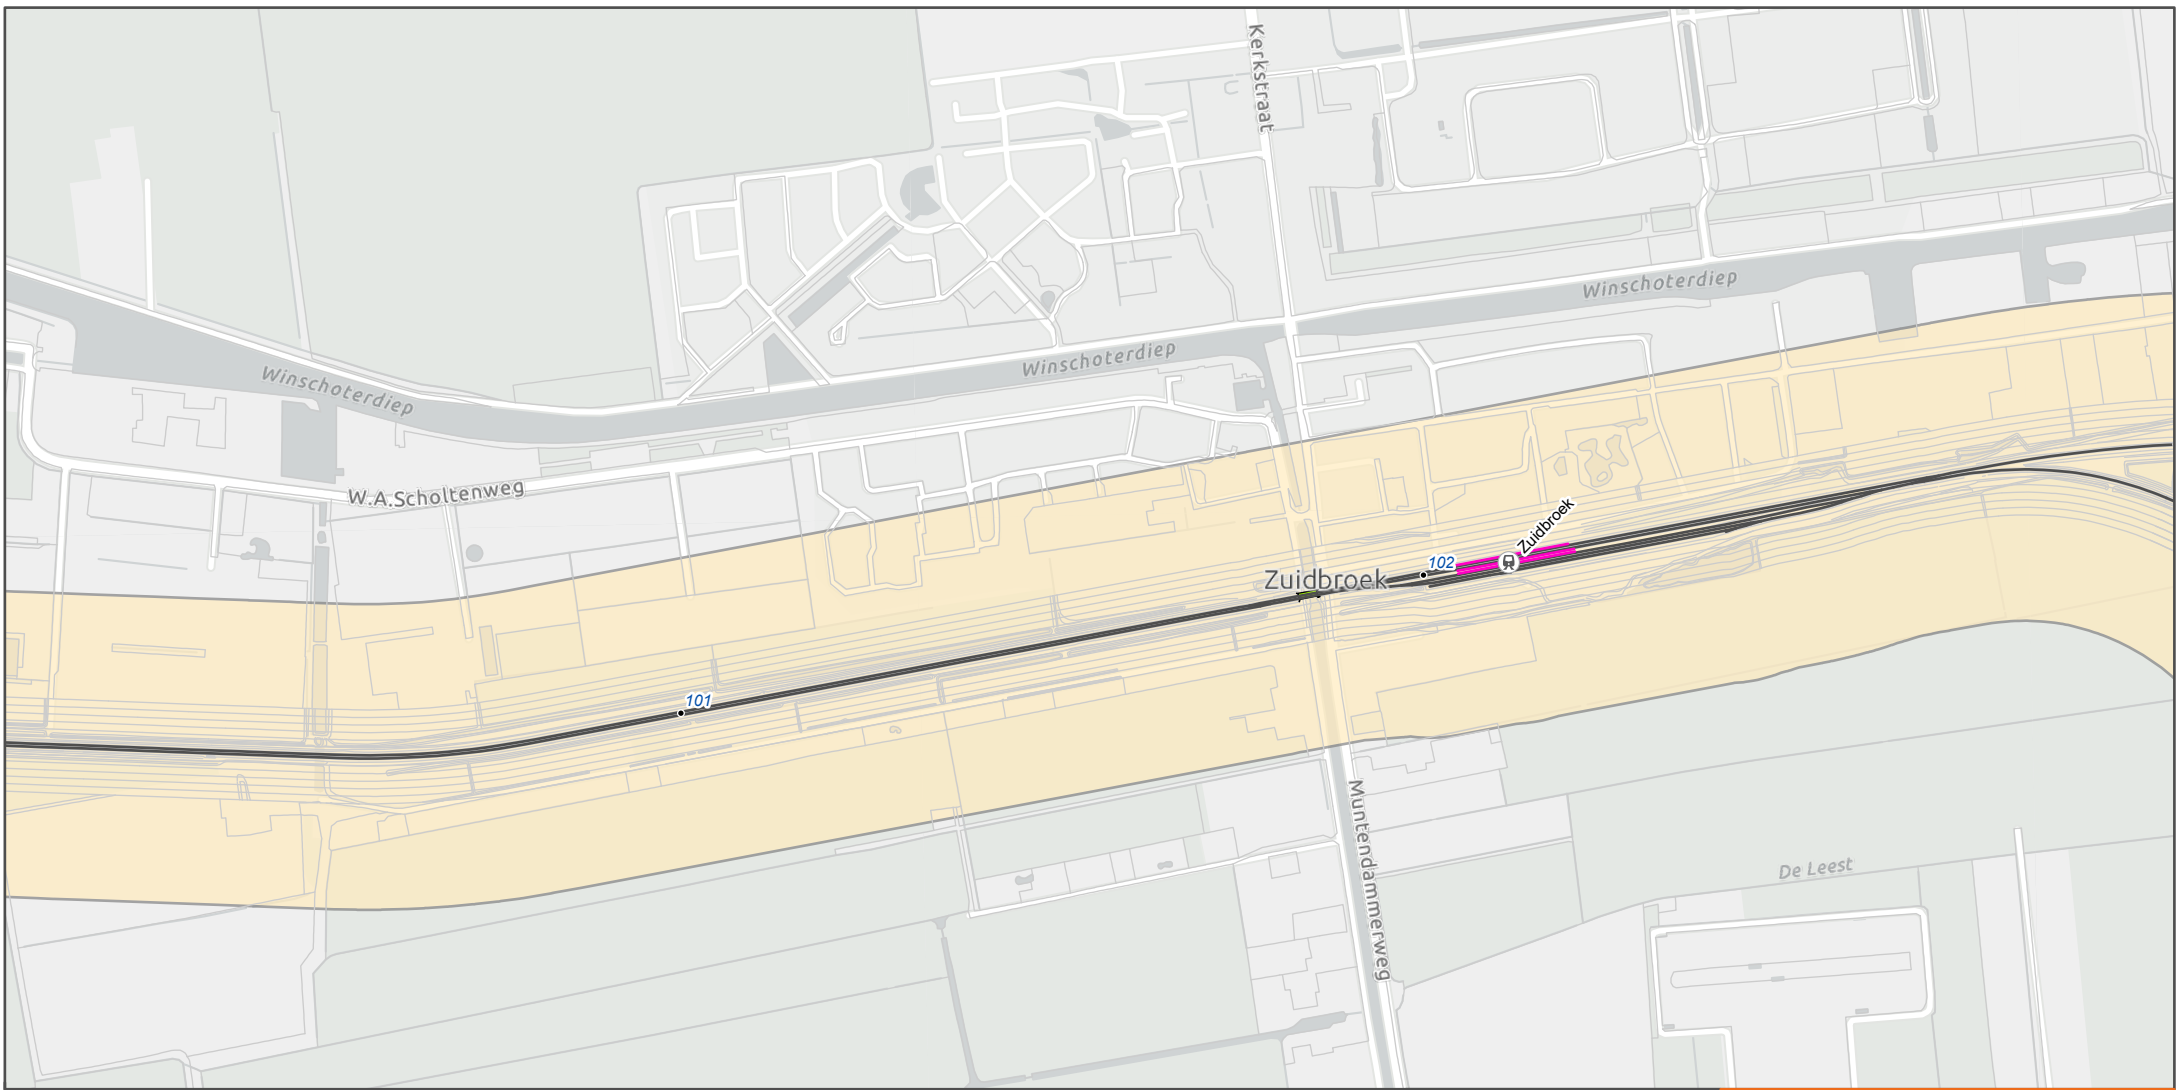 Kerkstraat
Winschoterdiep
Winschoterdiep
Winschoterdiep
W.A.Scholtenweg
Zuidbroek
102
Zuidbroek
101
Muntendammerweg
De Leest